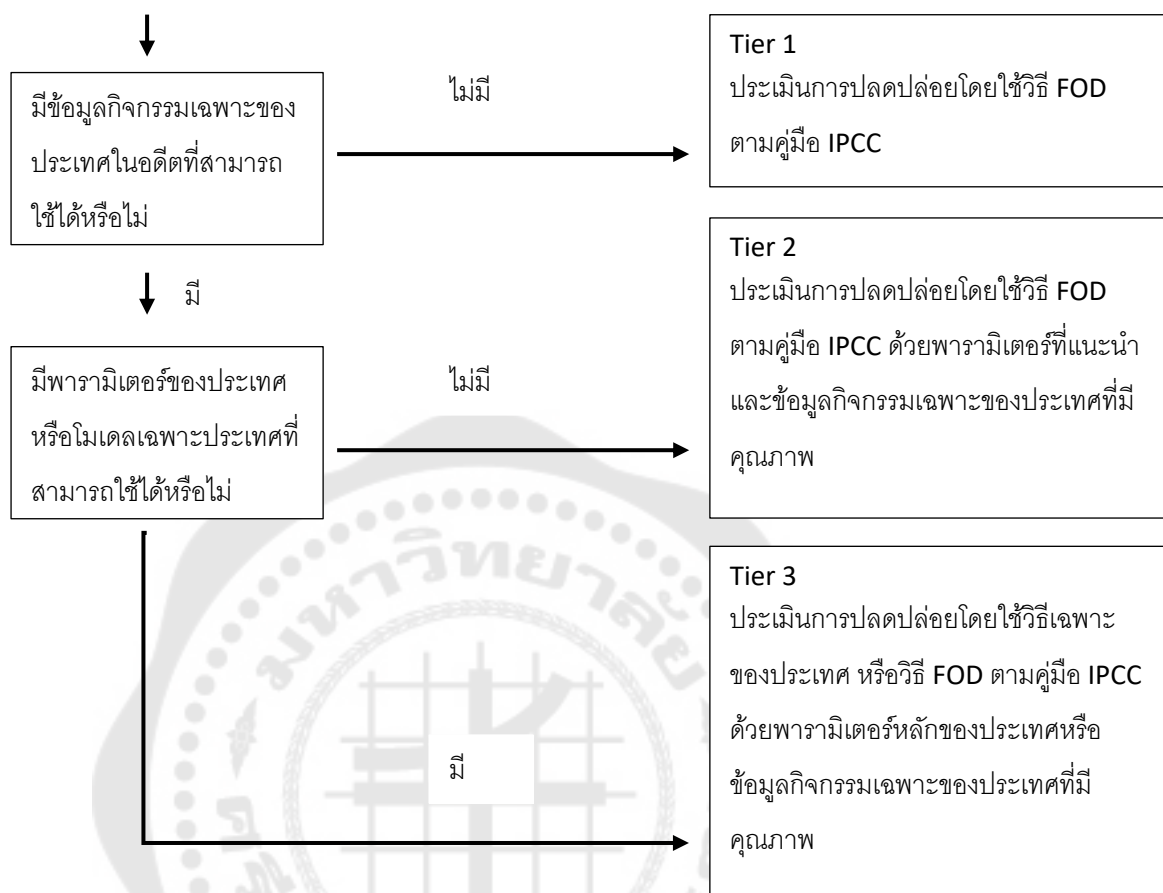 มีข้อมูลกิจกรรมเฉพาะของ
ประเทศในอดีตที่สามารถ
ใช้ได้หรือไม่
ไม่มี
Tier 1
ประเมินการปลดปล่อยโดยใช้วิธี FOD
ตามคู่มือ IPCC
มี
มีพารามิเตอร์ของประเทศ
หรือโมเดลเฉพาะประเทศที่
สามารถใช้ได้หรือไม่
ไม่มี
Tier 2
ประเมินการปลดปล่อยโดยใช้วิธี FOD
ตามคู่มือ IPCC ด้วยพารามิเตอร์ที่แนะนำ
และข้อมูลกิจกรรมเฉพาะของประเทศที่มี
คุณภาพ
มี
Tier 3
ประเมินการปลดปล่อยโดยใช้วิธีเฉพาะ
ของประเทศ หรือวิธี FOD ตามคู่มือ IPCC
ด้วยพารามิเตอร์หลักของประเทศหรือ
ข้อมูลกิจกรรมเฉพาะของประเทศที่มี
คุณภาพ
มหาวิทยาลัย